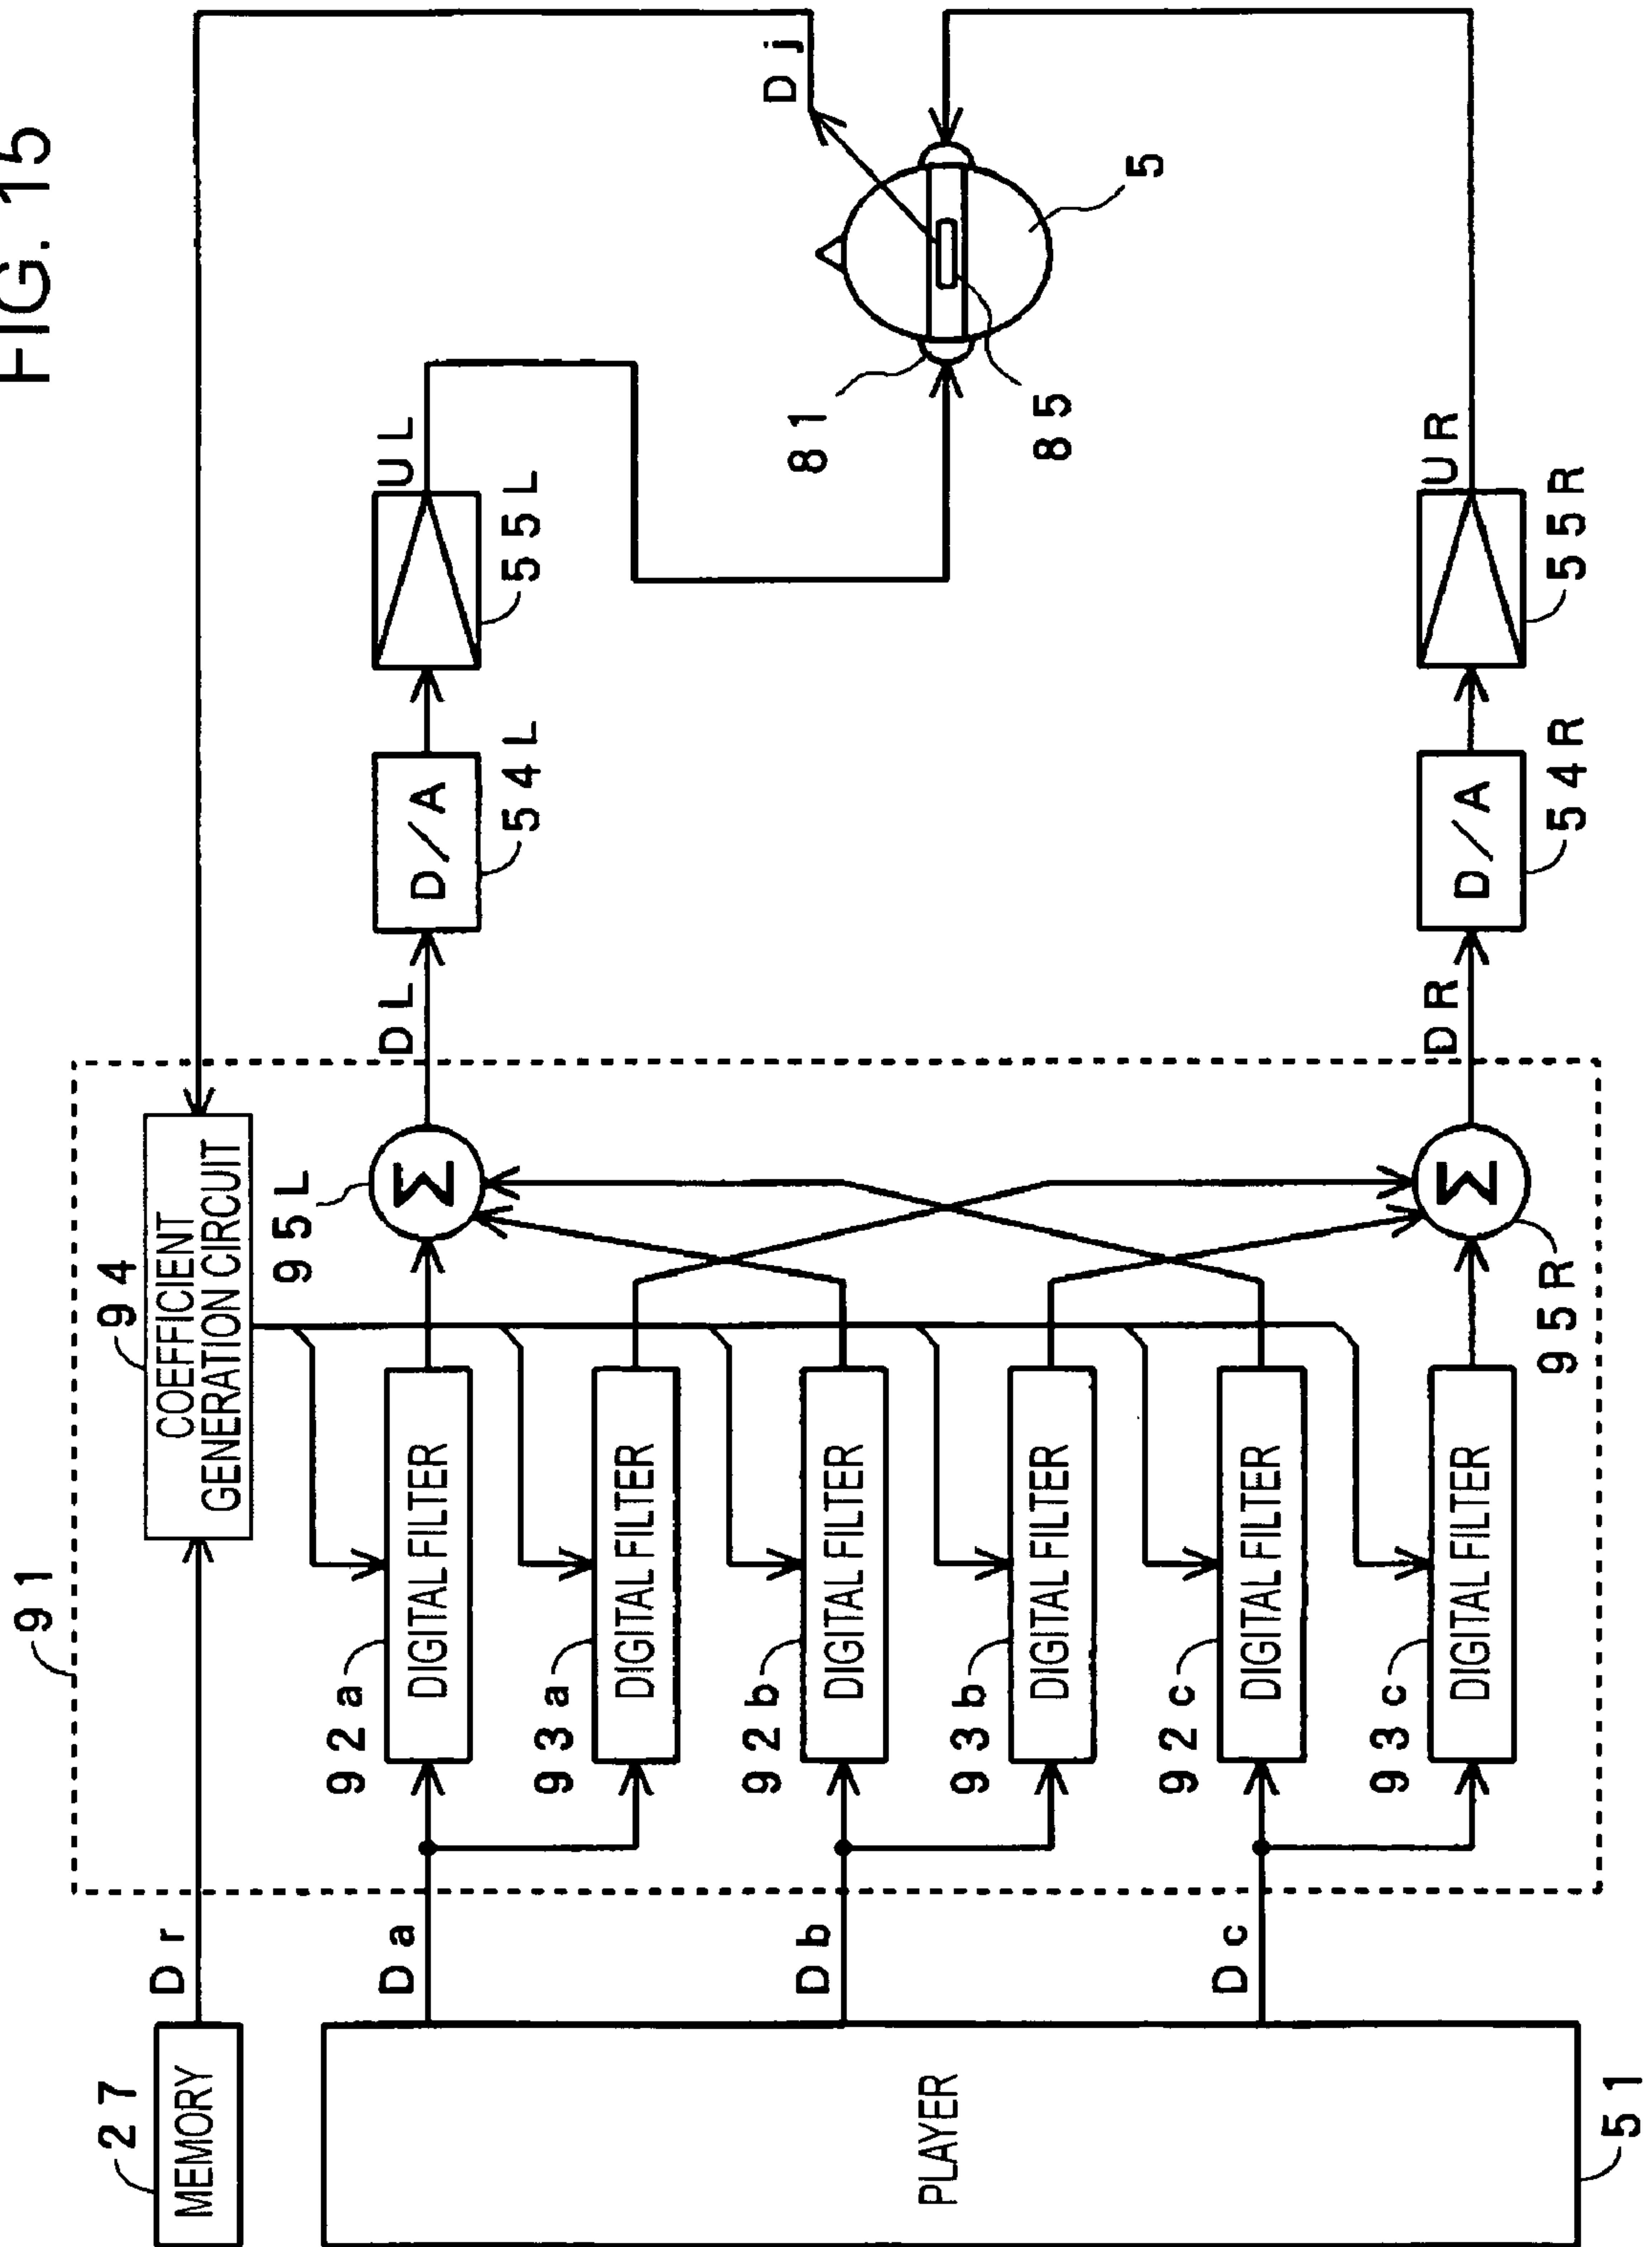 FIG. 15
91
27
MEMORY
Dr
94
COEFFICIENT
GENERATION CIRCUIT
Dj
95L
DL
UL
Da
92a
DIGITAL FILTER
D/A
54L
55L
93a
DIGITAL FILTER
81
85
5
PLAYER
51
Db
92b
DIGITAL FILTER
93b
DIGITAL FILTER
Dc
92c
DIGITAL FILTER
93c
DIGITAL FILTER
Σ
Σ
95R
DR
D/A
54R
UR
55R